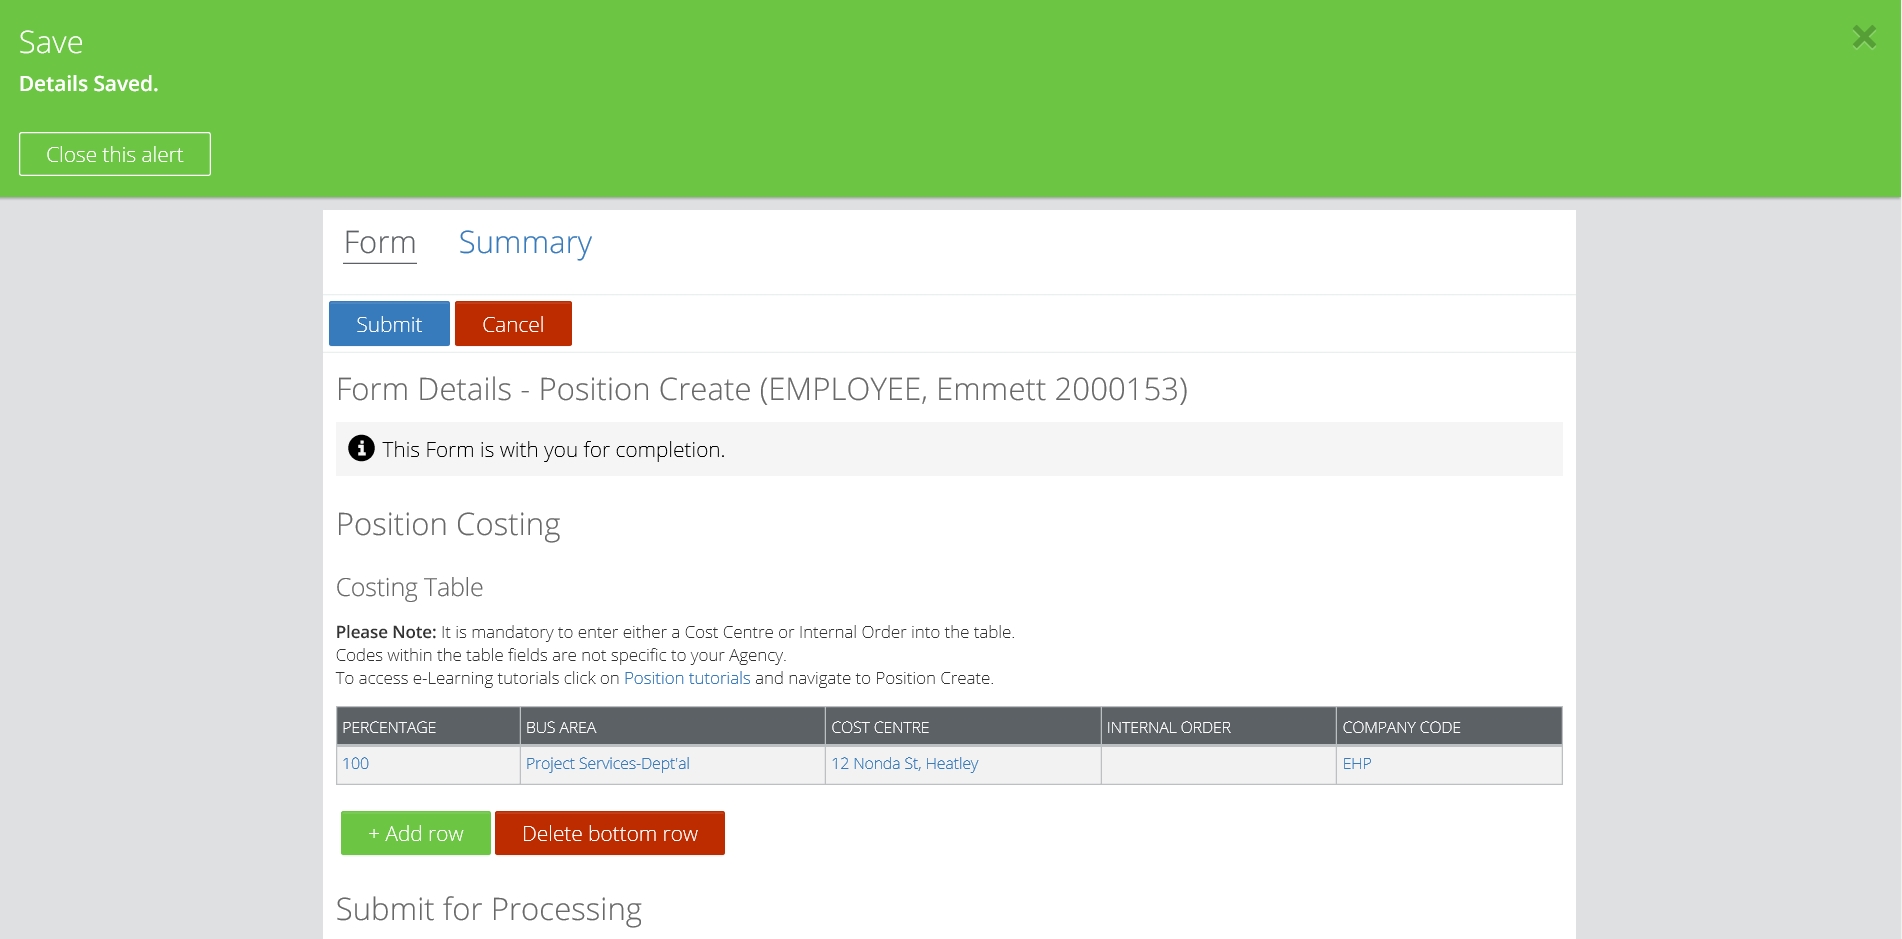 Save
Details Saved.
Close this alert
Form Summary
Submit Cancel
Form Details - Position Create (EMPLOYEE, Emmett 2000153)
This Form is with you for completion.
Position Costing
Costing Table
Please Note: It is mandatory to enter either a Cost Centre or Internal Order into the table.
Codes within the table fields are not specific to your Agency.
To access e-Learning tutorials click on Position tutorials and navigate to Position Create.
PERCENTAGE BUS AREA COST CENTRE INTERNAL ORDER COMPANY CODE
100 Project Services-Dept'al 12 Nonda St, Heatley EHP
+ Add row Delete bottom row
Submit for Processing